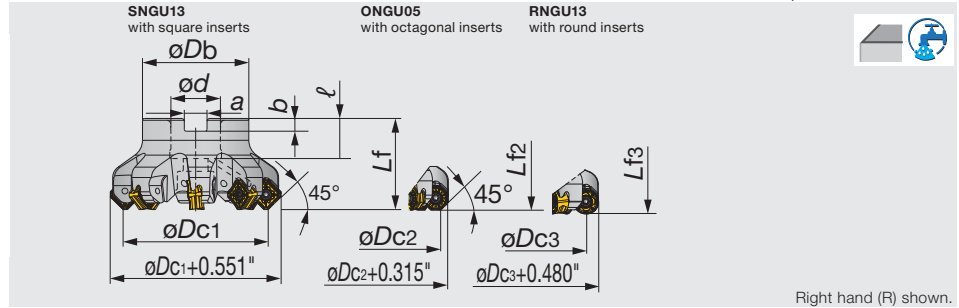 SNGU13
with square inserts
ONGU05
with octagonal inserts
RNGU13
with round inserts
øDb
ød
a
b
ℓ
Lf
Lf2
Lf3
45°
45°
øDc1
øDc2
øDc3
øDc1+0.551"
øDc2+0.315"
øDc3+0.480"
Right hand (R) shown.